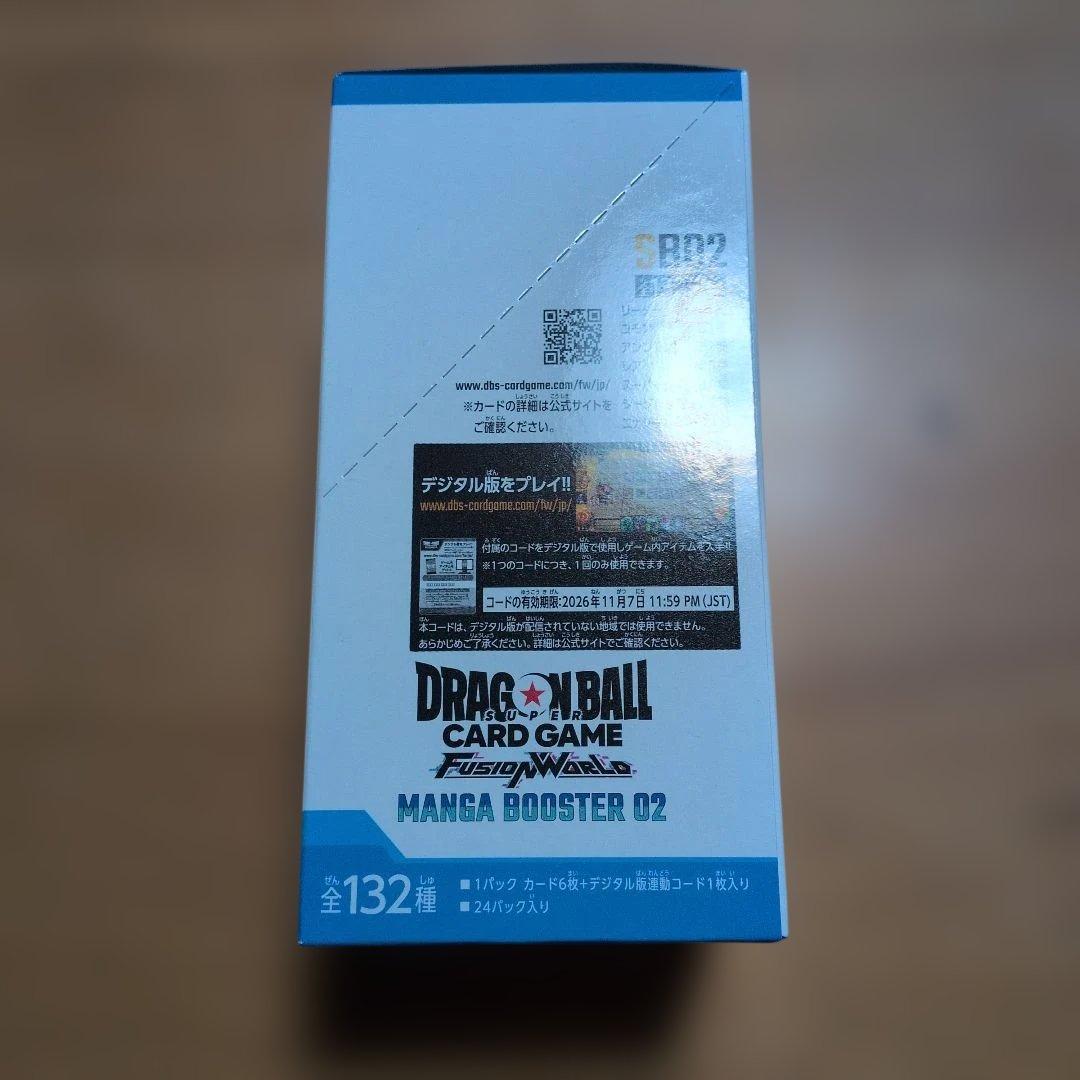 SB02
www.dbs-cardgame.com/fw/jp/
※カードの詳細は公式サイトを
ご確認ください。
デジタル版をプレイ!!
www.dbs-cardgame.com/fw/jp/
付属のコードをデジタル版で使用しゲーム内アイテムを入手!!
※1つのコードにつき、1回のみ使用できます。
コードの有効期限:2026年11月7日 11:59 PM (JST)
本コードは、デジタル版が配信されていない地域では使用できません。
あらかじめご了承ください。詳細は公式サイトでご確認ください。
DRAGON BALL
SUPER
CARD GAME
FUSION WORLD
MANGA BOOSTER 02
全132種
■1パック カード6枚+デジタル版連動コード1枚入り
■24パック入り